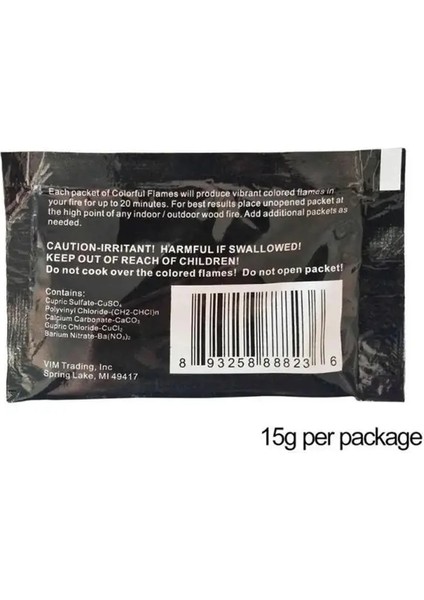 Each packet of Colorful Flames will produce vibrant colored flames in
your fire for up to 20 minutes. For best results place unopened packet at
the high point of any indoor / outdoor wood fire. Add additional packets as
needed.
CAUTION-IRRITANT! HARMFUL IF SWALLOWED!
KEEP OUT OF REACH OF CHILDREN!
Do not cook over the colored flames! Do not open packet!
Contains:
Cupric Sulfate-CuSO₄
Polyvinyl Chloride-(CH2-CHCl)n
Calcium Carbonate-CaCO₃
Cupric Chloride-CuCl₂
Barium Nitrate-Ba(NO₃)₂
VIM Trading, Inc
Spring Lake, MI 49417
8 93258 88823 6
15g per package